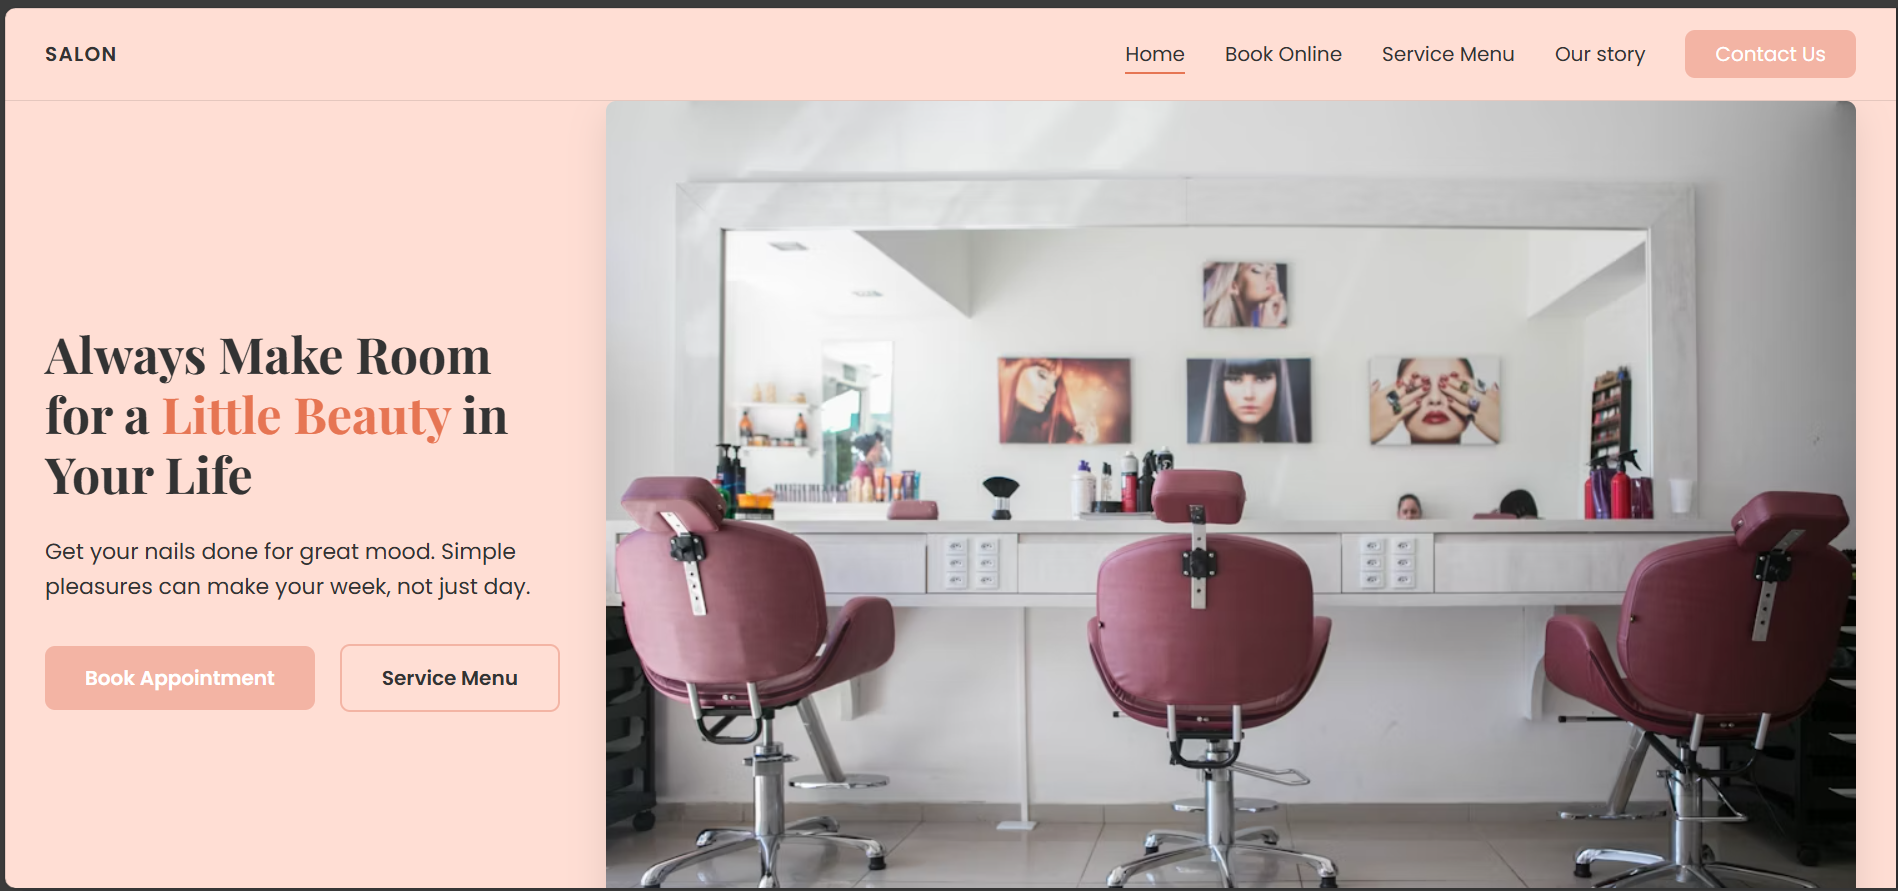 SALON
Home
Book Online
Service Menu
Our story
Contact Us
Always Make Room
for a Little Beauty in
Your Life
Get your nails done for great mood. Simple
pleasures can make your week, not just day.
Book Appointment
Service Menu